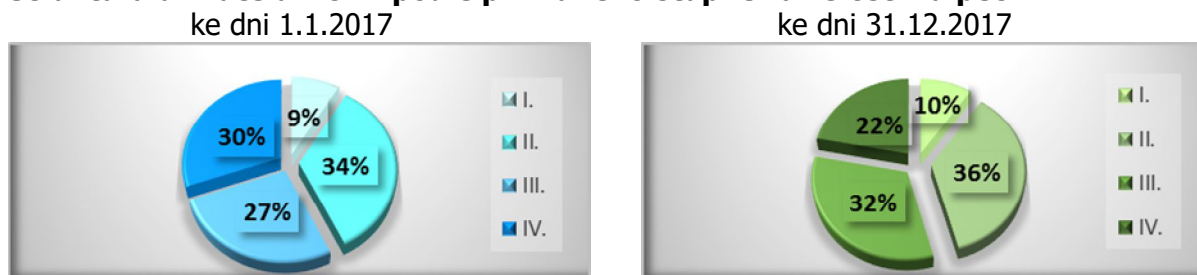 ke dni 1.1.2017
9%
34%
27%
30%
I.
II.
III.
IV.
ke dni 31.12.2017
10%
36%
32%
22%
I.
II.
III.
IV.